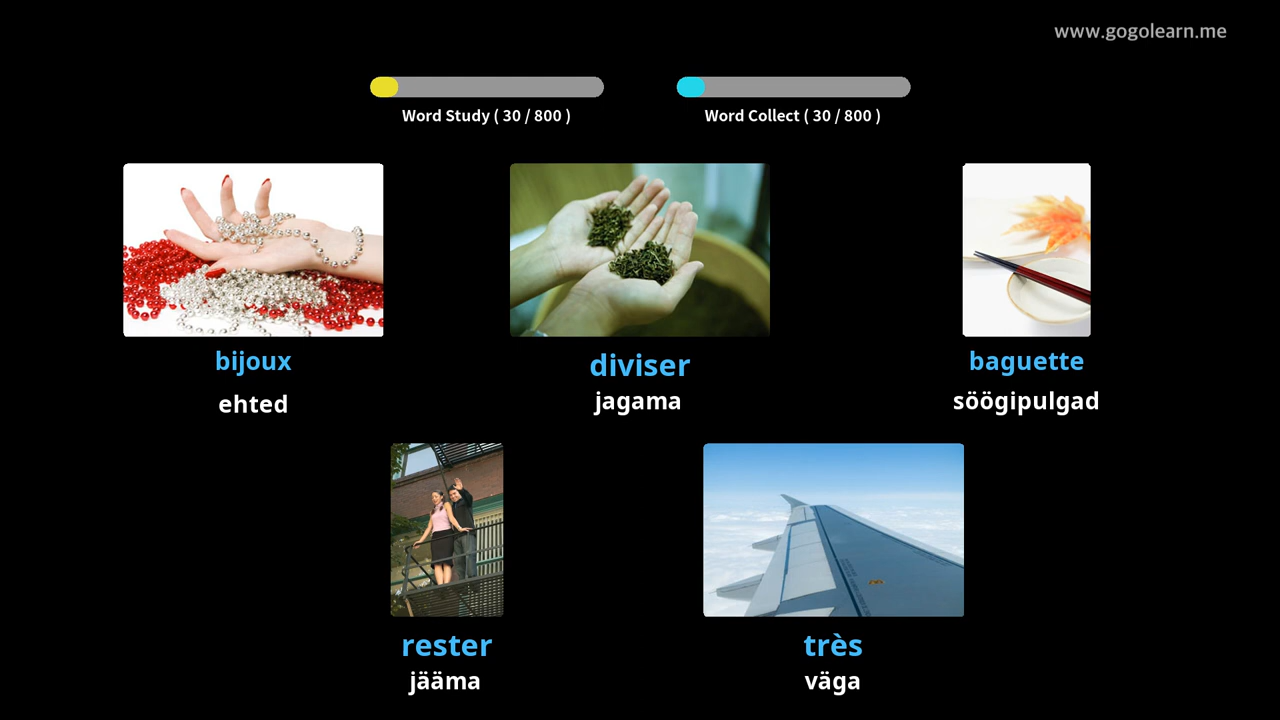 www.gogolearn.me
Word Study ( 30 / 800 )
Word Collect ( 30 / 800 )
bijoux
ehted
diviser
jagama
baguette
söögipulgad
rester
jääma
très
väga